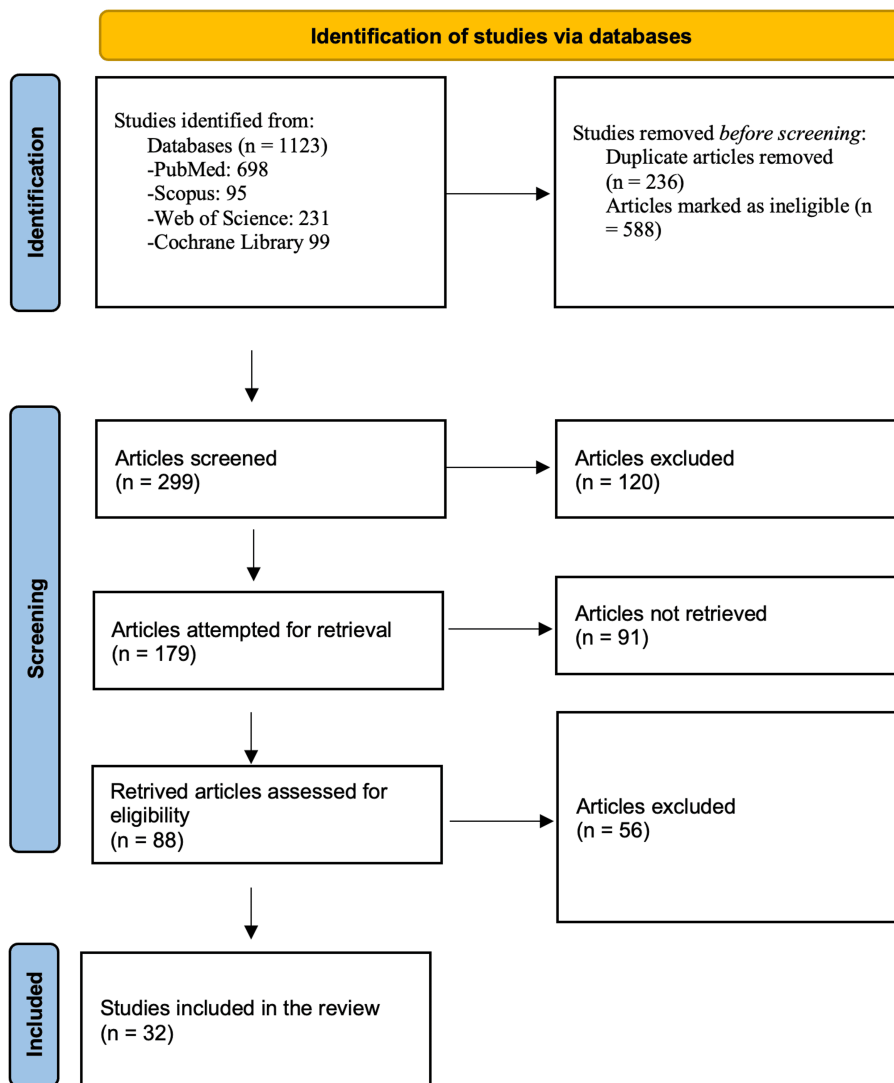 Identification of studies via databases
Identification
Studies identified from:
Databases (n = 1123)
-PubMed: 698
-Scopus: 95
-Web of Science: 231
-Cochrane Library 99
Studies removed before screening:
Duplicate articles removed
(n = 236)
Articles marked as ineligible (n
= 588)
Screening
Articles screened
(n = 299)
Articles excluded
(n = 120)
Articles attempted for retrieval
(n = 179)
Articles not retrieved
(n = 91)
Retrived articles assessed for
eligibility
(n = 88)
Articles excluded
(n = 56)
Included
Studies included in the review
(n = 32)